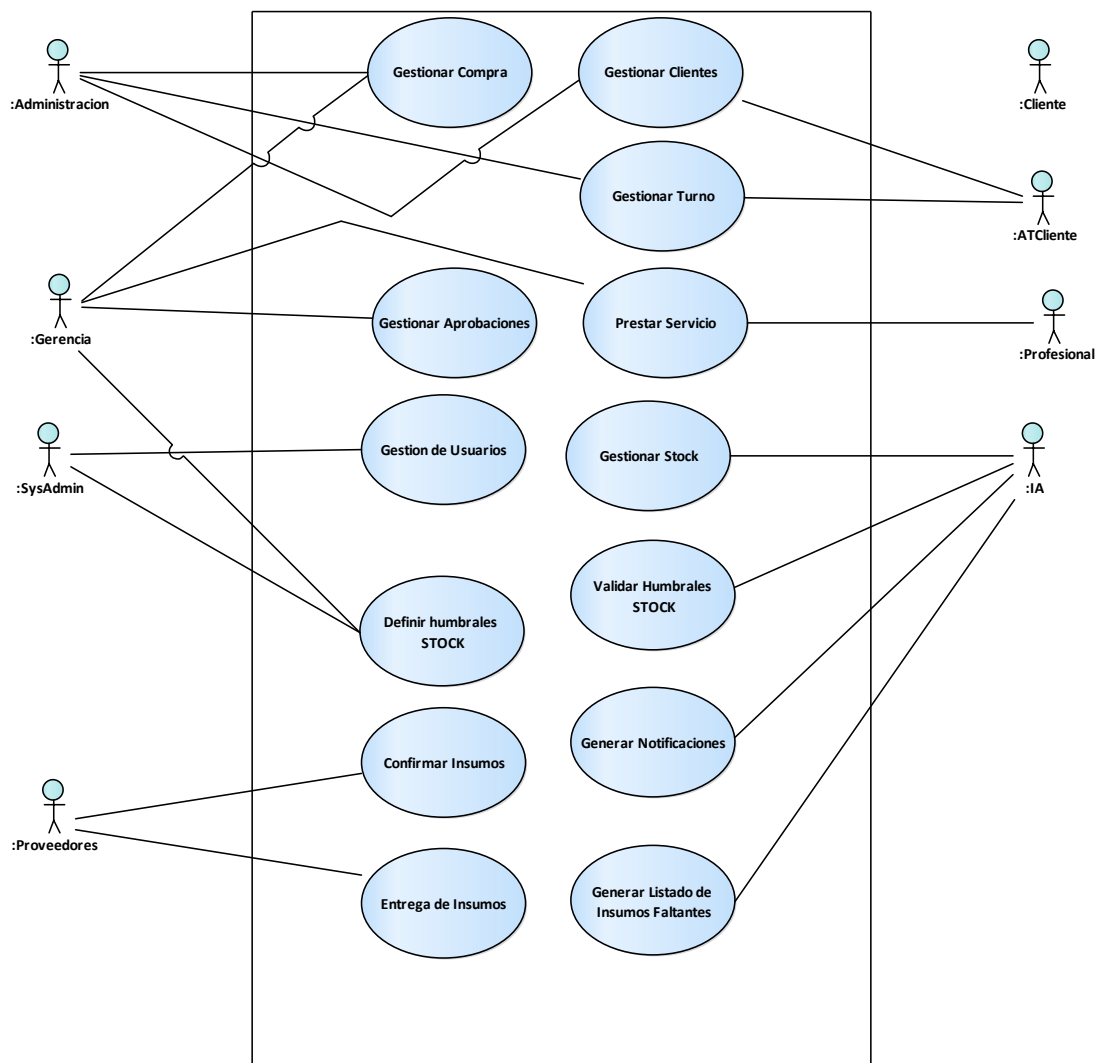 :Administracion
Gestionar Compra
Gestionar Clientes
:Cliente
Gestionar Turno
:ATCliente
:Gerencia
Gestionar Aprobaciones
Prestar Servicio
:Profesional
:SysAdmin
Gestion de Usuarios
Gestionar Stock
:IA
Validar Humbrales
STOCK
Definir humbrales
STOCK
Generar Notificaciones
Confirmar Insumos
:Proveedores
Entrega de Insumos
Generar Listado de
Insumos Faltantes